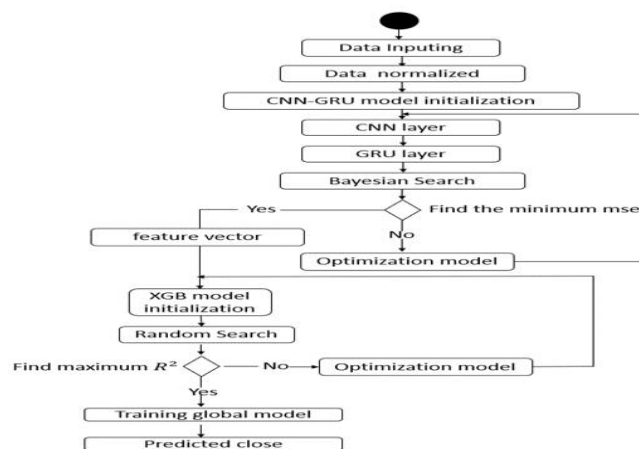 Data Inputing
Data normalized
CNN-GRU model initialization
CNN layer
GRU layer
Bayesian Search
Yes
Find the minimum mse
No
feature vector
Optimization model
XGB model
initialization
Random Search
Find maximum R²
No
Optimization model
Yes
Training global model
Predicted close